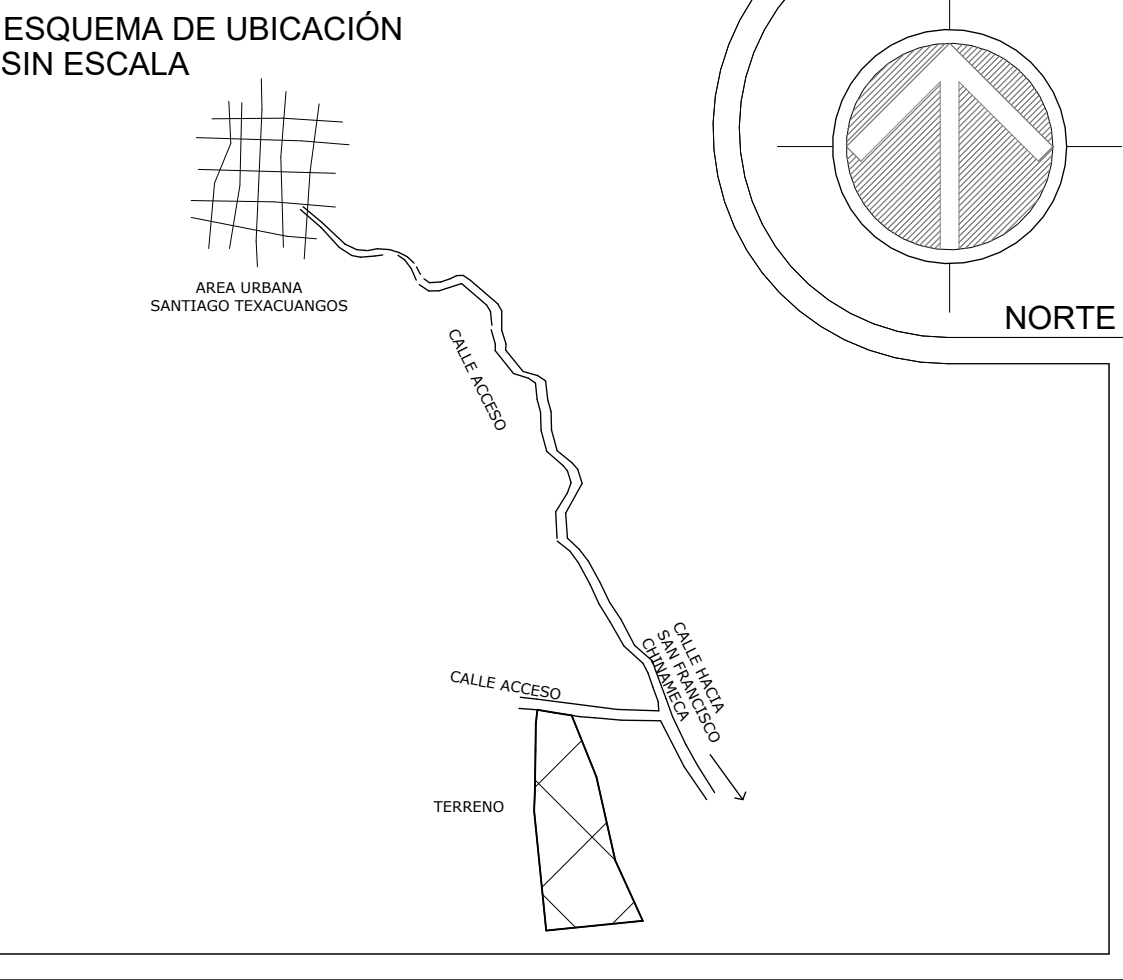 ESQUEMA DE UBICACIÓN
SIN ESCALA
NORTE
AREA URBANA
SANTIAGO TEXACUANGOS
CALLE ACCESO
CALLE HACIA
SAN FRANCISCO
CHINAMECA
CALLE ACCESO
TERRENO